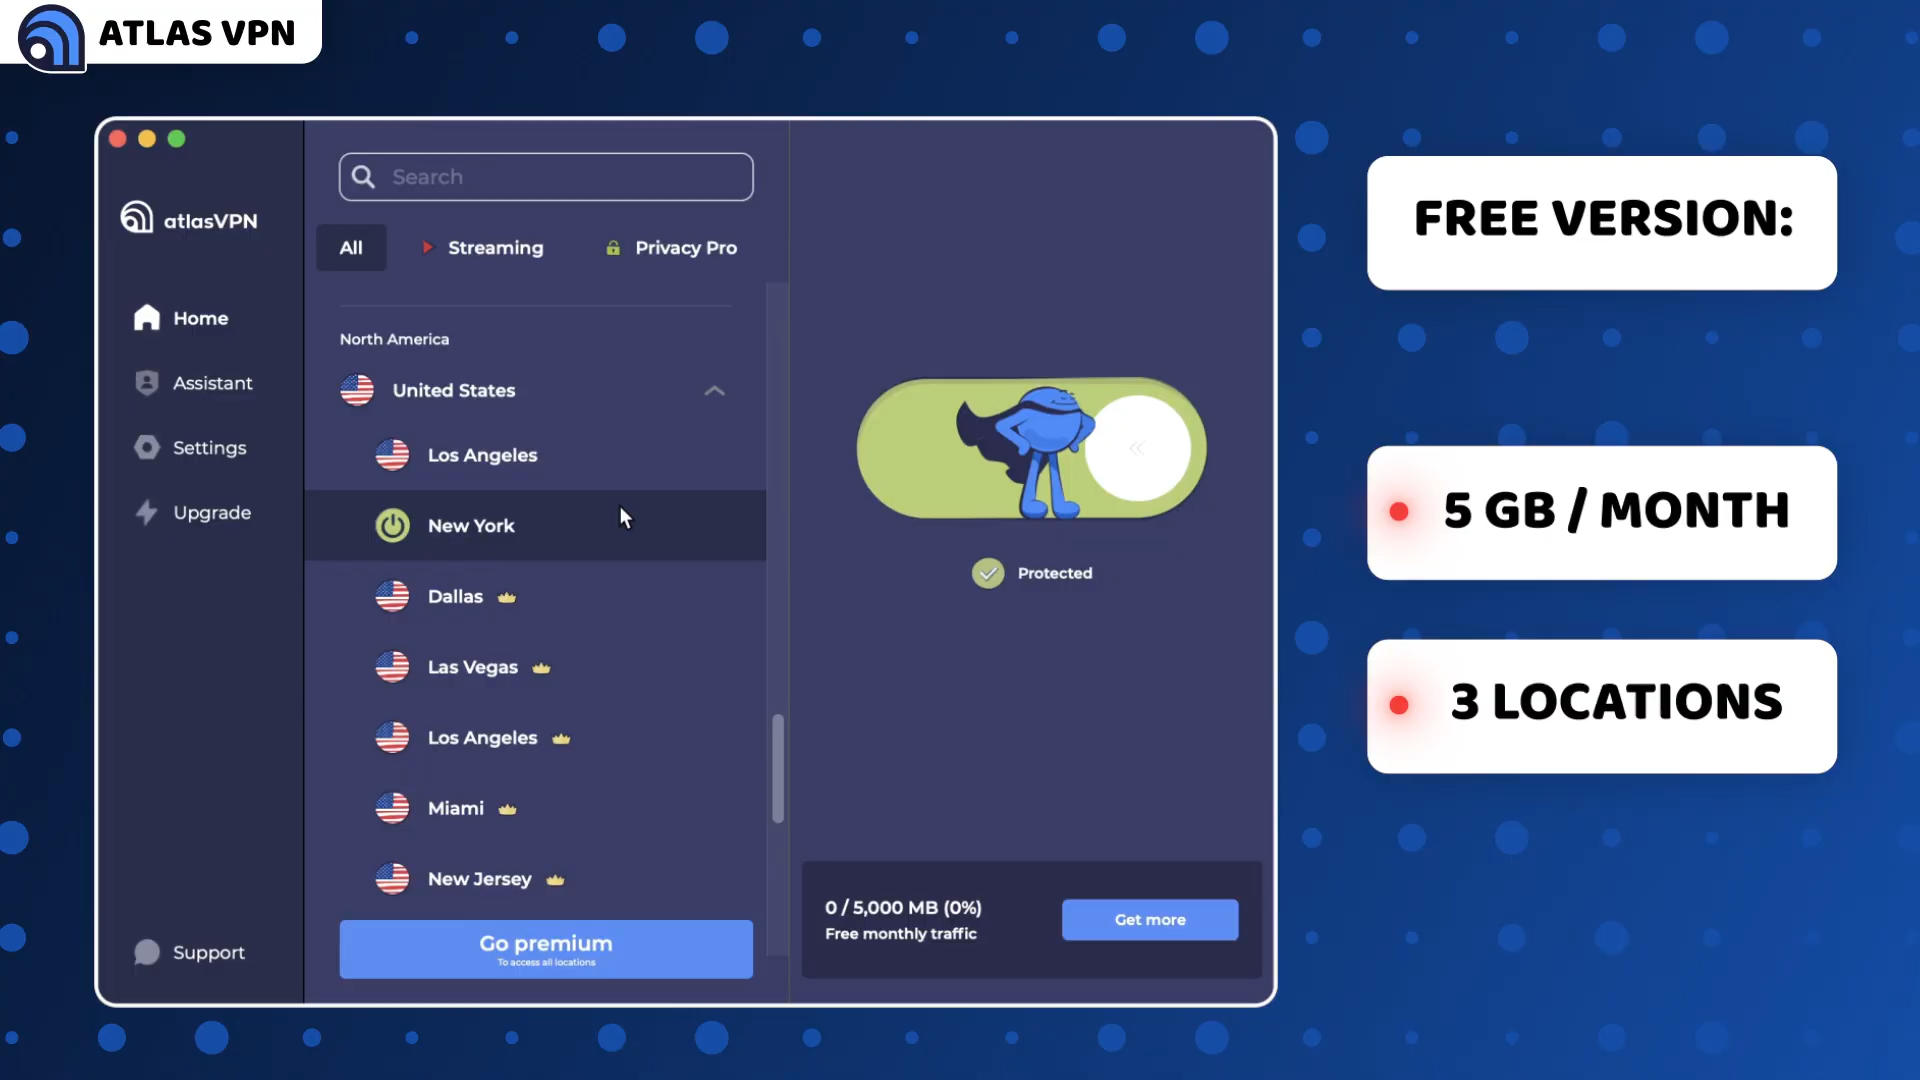 ATLAS VPN
atlasVPN
Home
Assistant
Settings
Upgrade
Support
Search
All
Streaming
Privacy Pro
North America
United States
Los Angeles
New York
Dallas
Las Vegas
Los Angeles
Miami
New Jersey
Go premium
To access all locations
Protected
0 / 5,000 MB (0%)
Free monthly traffic
Get more
FREE VERSION:
5 GB / MONTH
3 LOCATIONS